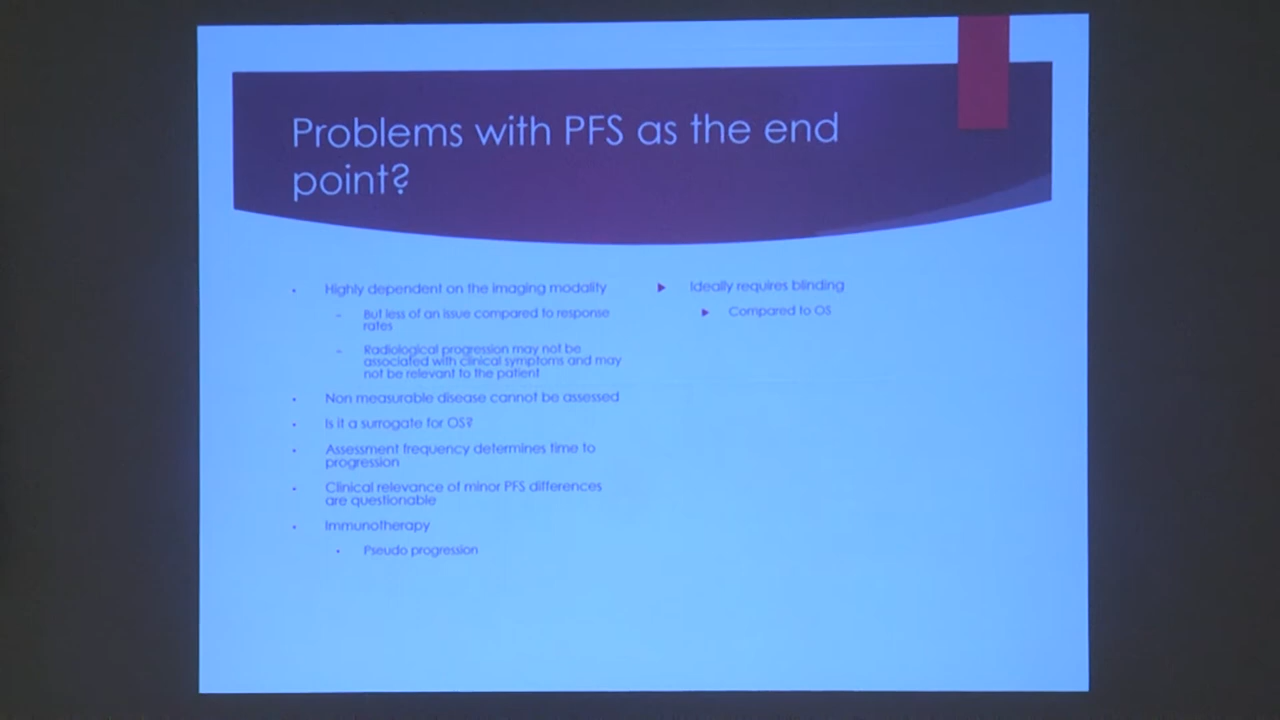 Problems with PFS as the end
point?
Highly dependent on the imaging modality
But less of an issue compared to response
rates
Radiological progression may not be
associated with clinical symptoms and may
not be relevant to the patient
Non measurable disease cannot be assessed
Is it a surrogate for OS?
Assessment frequency determines time to
progression
Clinical relevance of minor PFS differences
are questionable
Immunotherapy
Pseudo progression
Ideally requires blinding
Compared to OS